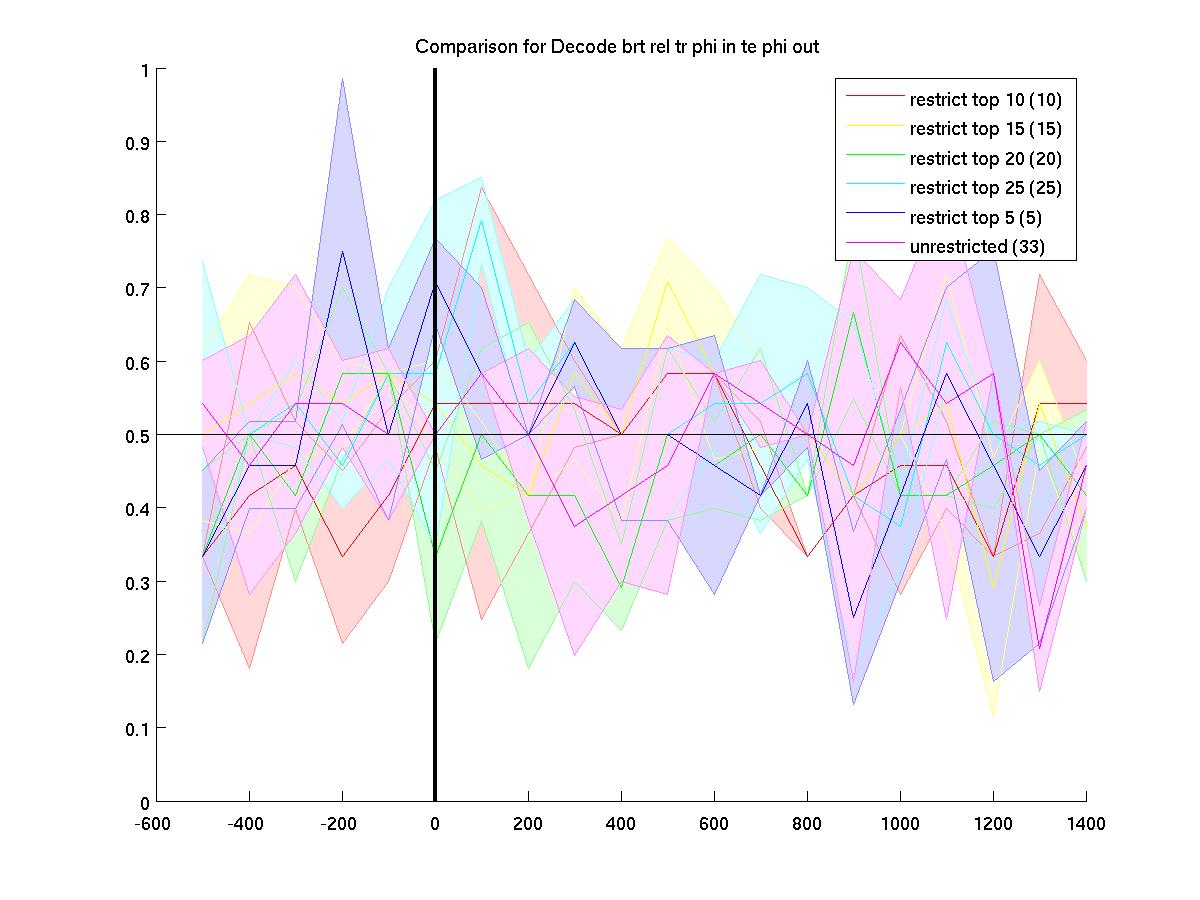 Comparison for Decode brt rel tr phi in te phi out
1
0.9
0.8
0.7
0.6
0.5
0.4
0.3
0.2
0.1
0
restrict top 10 (10)
restrict top 15 (15)
restrict top 20 (20)
restrict top 25 (25)
restrict top 5 (5)
unrestricted (33)
-600 -400 -200 0 200 400 600 800 1000 1200 1400